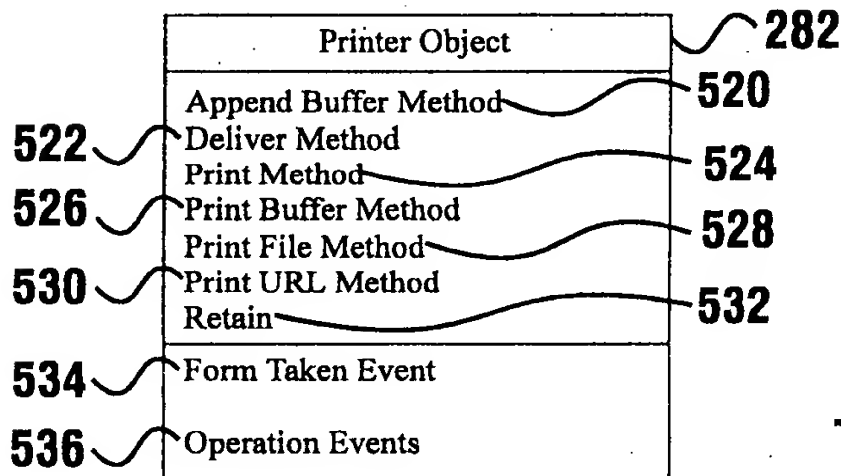 Printer Object 282
Append Buffer Method 520
522 Deliver Method
Print Method 524
526 Print Buffer Method
Print File Method 528
530 Print URL Method
Retain 532
534 Form Taken Event
536 Operation Events